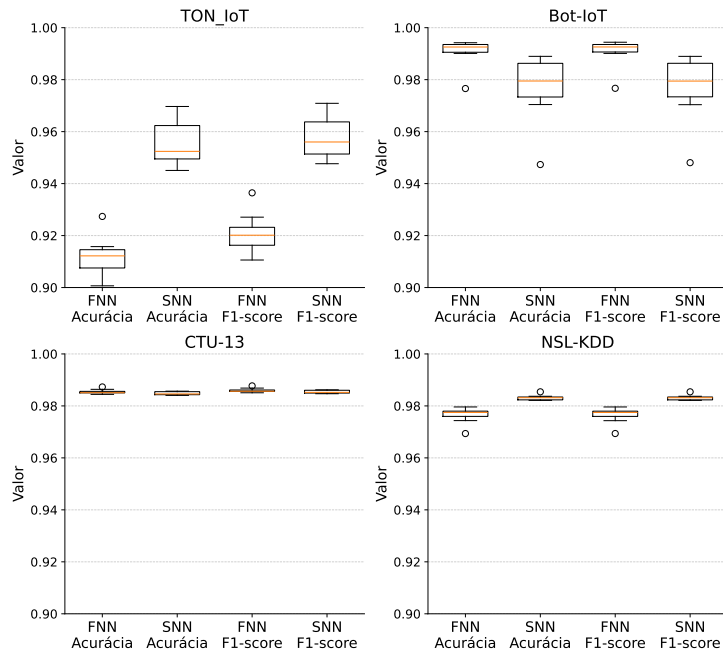 TON_IoT
Valor
1.00
0.98
0.96
0.94
0.92
0.90
FNN Acurácia
SNN Acurácia
FNN F1-score
SNN F1-score
Bot-IoT
Valor
1.00
0.98
0.96
0.94
0.92
0.90
FNN Acurácia
SNN Acurácia
FNN F1-score
SNN F1-score
CTU-13
Valor
1.00
0.98
0.96
0.94
0.92
0.90
FNN Acurácia
SNN Acurácia
FNN F1-score
SNN F1-score
NSL-KDD
Valor
1.00
0.98
0.96
0.94
0.92
0.90
FNN Acurácia
SNN Acurácia
FNN F1-score
SNN F1-score